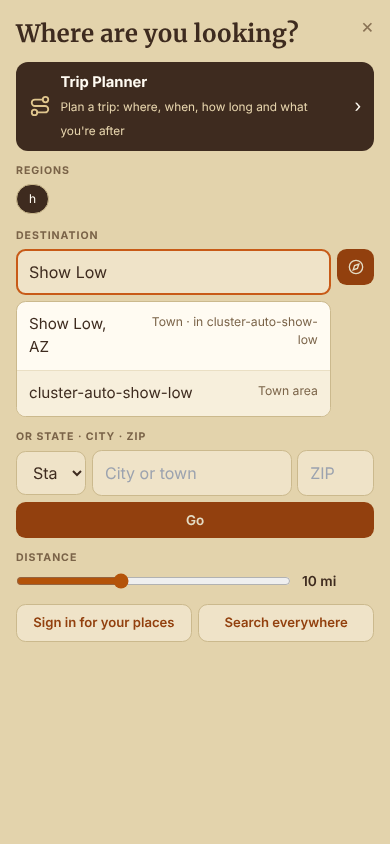 Where are you looking?
×
Trip Planner
Plan a trip: where, when, how long and what
you're after
›
REGIONS
h
DESTINATION
Show Low
Show Low,
AZ
Town · in cluster-auto-show-
low
cluster-auto-show-low
Town area
OR STATE · CITY · ZIP
Sta
City or town
ZIP
Go
DISTANCE
10 mi
Sign in for your places
Search everywhere